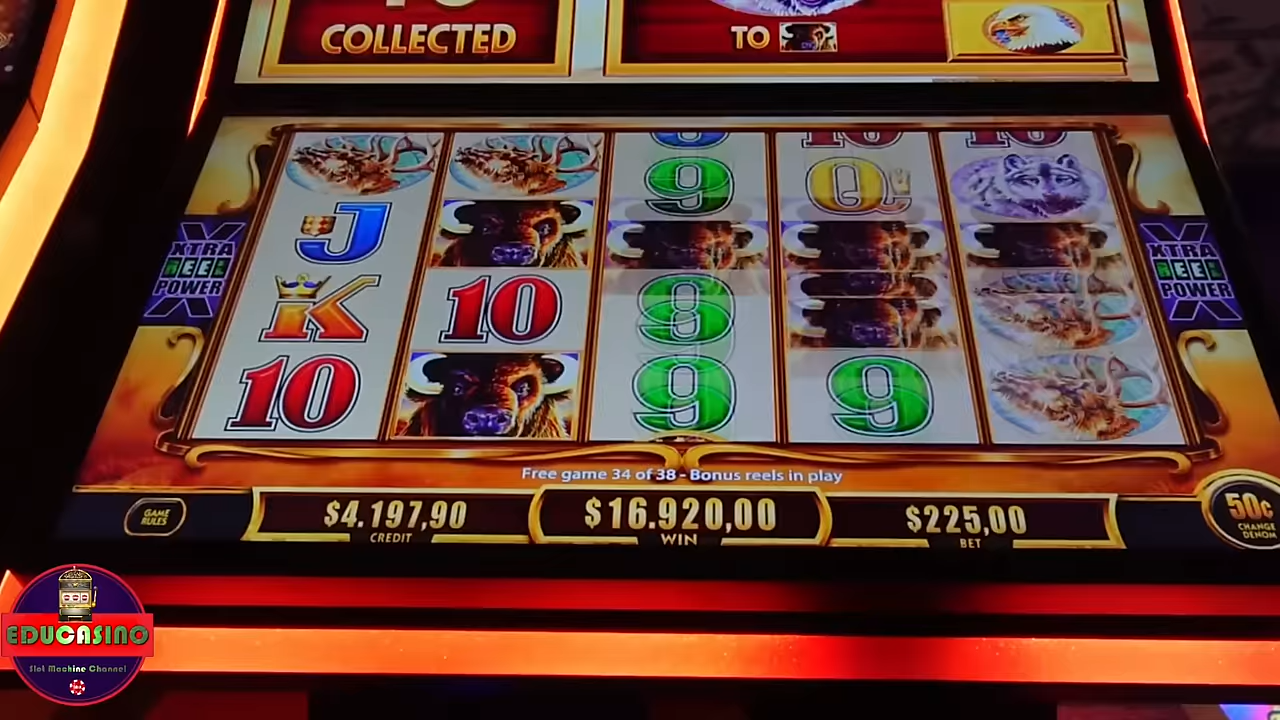 COLLECTED
TO
10 10
9 Q
J
XTRA
REEL
POWER
XTRA
REEL
POWER
K 10
10 9 9
Free game 34 of 38 - Bonus reels in play
GAME
RULES
$4.197,90
CREDIT
$16.920,00
WIN
$225,00
BET
50¢
CHANGE
DENOM
EDUCASINO
Slot Machine Channel